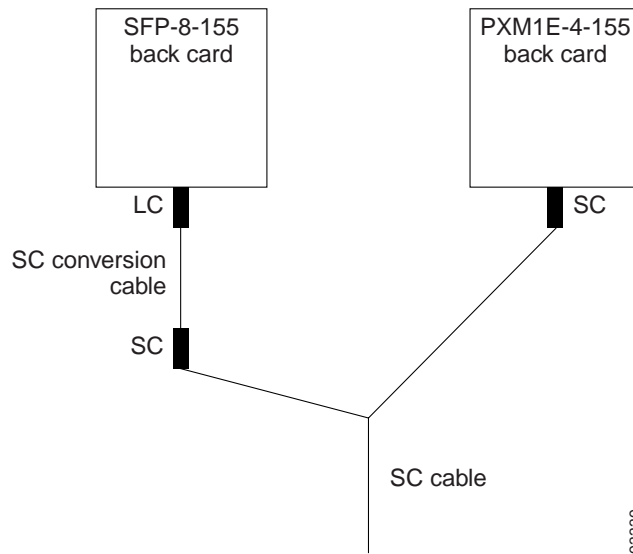 SFP-8-155
back card
PXM1E-4-155
back card
LC
SC
SC conversion
cable
SC
SC cable